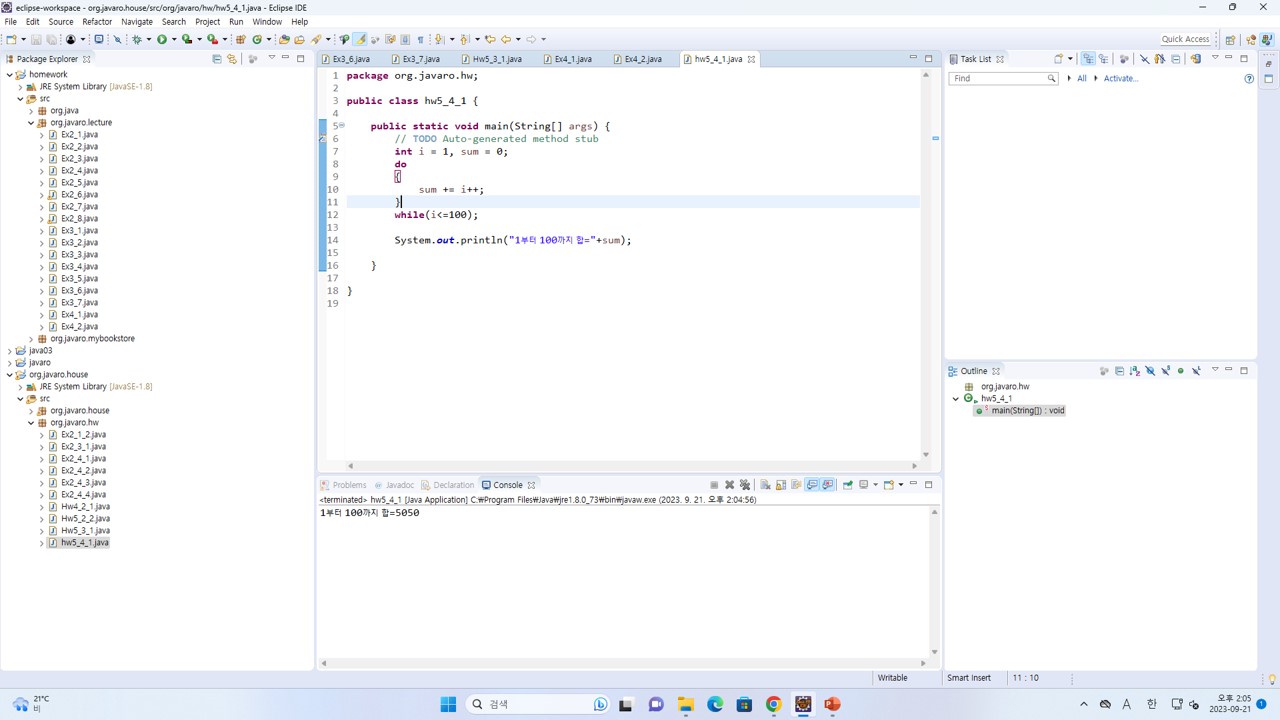 eclipse-workspace - org.javaro.house/src/org/javaro/hw/hw5_4_1.java - Eclipse IDE
File Edit Source Refactor Navigate Search Project Run Window Help
Quick Access
Package Explorer
homework
JRE System Library [JavaSE-1.8]
src
org.java
org.javaro.lecture
Ex2_1.java
Ex2_2.java
Ex2_3.java
Ex2_4.java
Ex2_5.java
Ex2_6.java
Ex2_7.java
Ex2_8.java
Ex3_1.java
Ex3_2.java
Ex3_3.java
Ex3_4.java
Ex3_5.java
Ex3_6.java
Ex3_7.java
Ex4_1.java
Ex4_2.java
org.javaro.mybookstore
java03
javaro
org.javaro.house
JRE System Library [JavaSE-1.8]
src
org.javaro.house
org.javaro.hw
Ex2_1_2.java
Ex2_3_1.java
Ex2_4_1.java
Ex2_4_2.java
Ex2_4_3.java
Ex2_4_4.java
Hw4_2_1.java
Hw5_2_2.java
Hw5_3_1.java
hw5_4_1.java
Ex3_6.java Ex3_7.java Hw5_3_1.java Ex4_1.java Ex4_2.java hw5_4_1.java
1 package org.javaro.hw;
2
3 public class hw5_4_1 {
4
5 public static void main(String[] args) {
6 // TODO Auto-generated method stub
7 int i = 1, sum = 0;
8 do
9 {
10 sum += i++;
11 }
12 while(i<=100);
13
14 System.out.println("1부터 100까지 합="+sum);
15
16 }
17
18 }
19
Problems Javadoc Declaration Console
<terminated> hw5_4_1 [Java Application] C:₩Program Files₩Java₩jre1.8.0_73₩bin₩javaw.exe (2023. 9. 21. 오후 2:04:56)
1부터 100까지 합=5050
Task List
Find All Activate...
Outline
org.javaro.hw
hw5_4_1
main(String[]) : void
Writable Smart Insert 11 : 10
21°C
비
검색
A 한
오후 2:05
2023-09-21
1